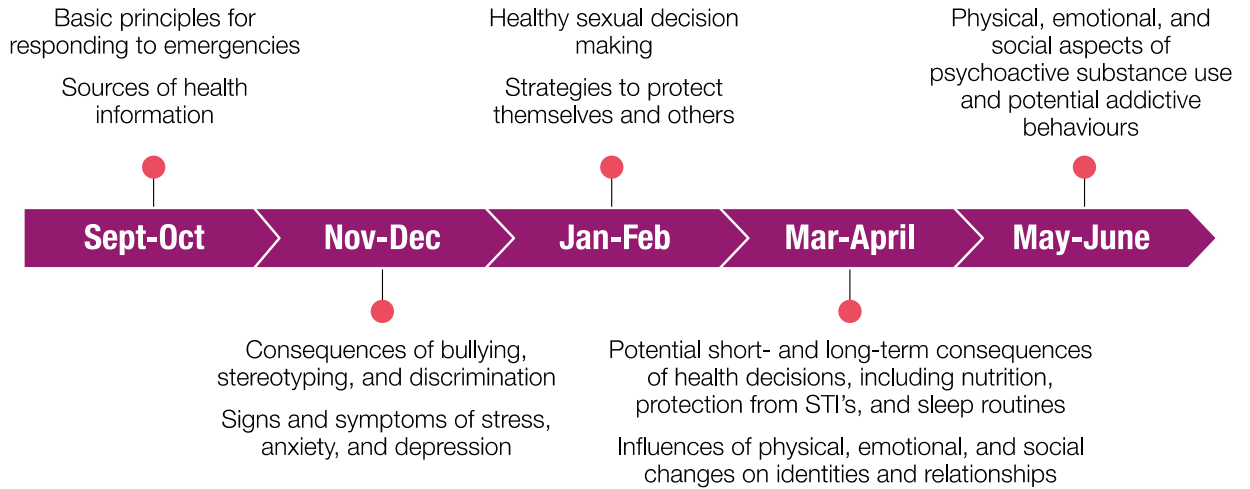 Basic principles for
responding to emergencies
Sources of health
information
Healthy sexual decision
making
Strategies to protect
themselves and others
Physical, emotional, and
social aspects of
psychoactive substance use
and potential addictive
behaviours
Sept-Oct
Nov-Dec
Jan-Feb
Mar-April
May-June
Consequences of bullying,
stereotyping, and discrimination
Signs and symptoms of stress,
anxiety, and depression
Potential short- and long-term consequences
of health decisions, including nutrition,
protection from STI's, and sleep routines
Influences of physical, emotional, and social
changes on identities and relationships